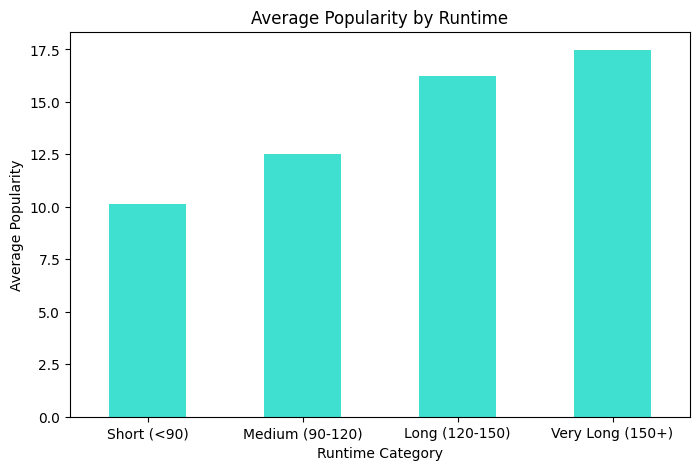 Average Popularity by Runtime
17.5
15.0
12.5
10.0
7.5
5.0
2.5
0.0
Average Popularity
Short (<90)
Medium (90-120)
Long (120-150)
Very Long (150+)
Runtime Category